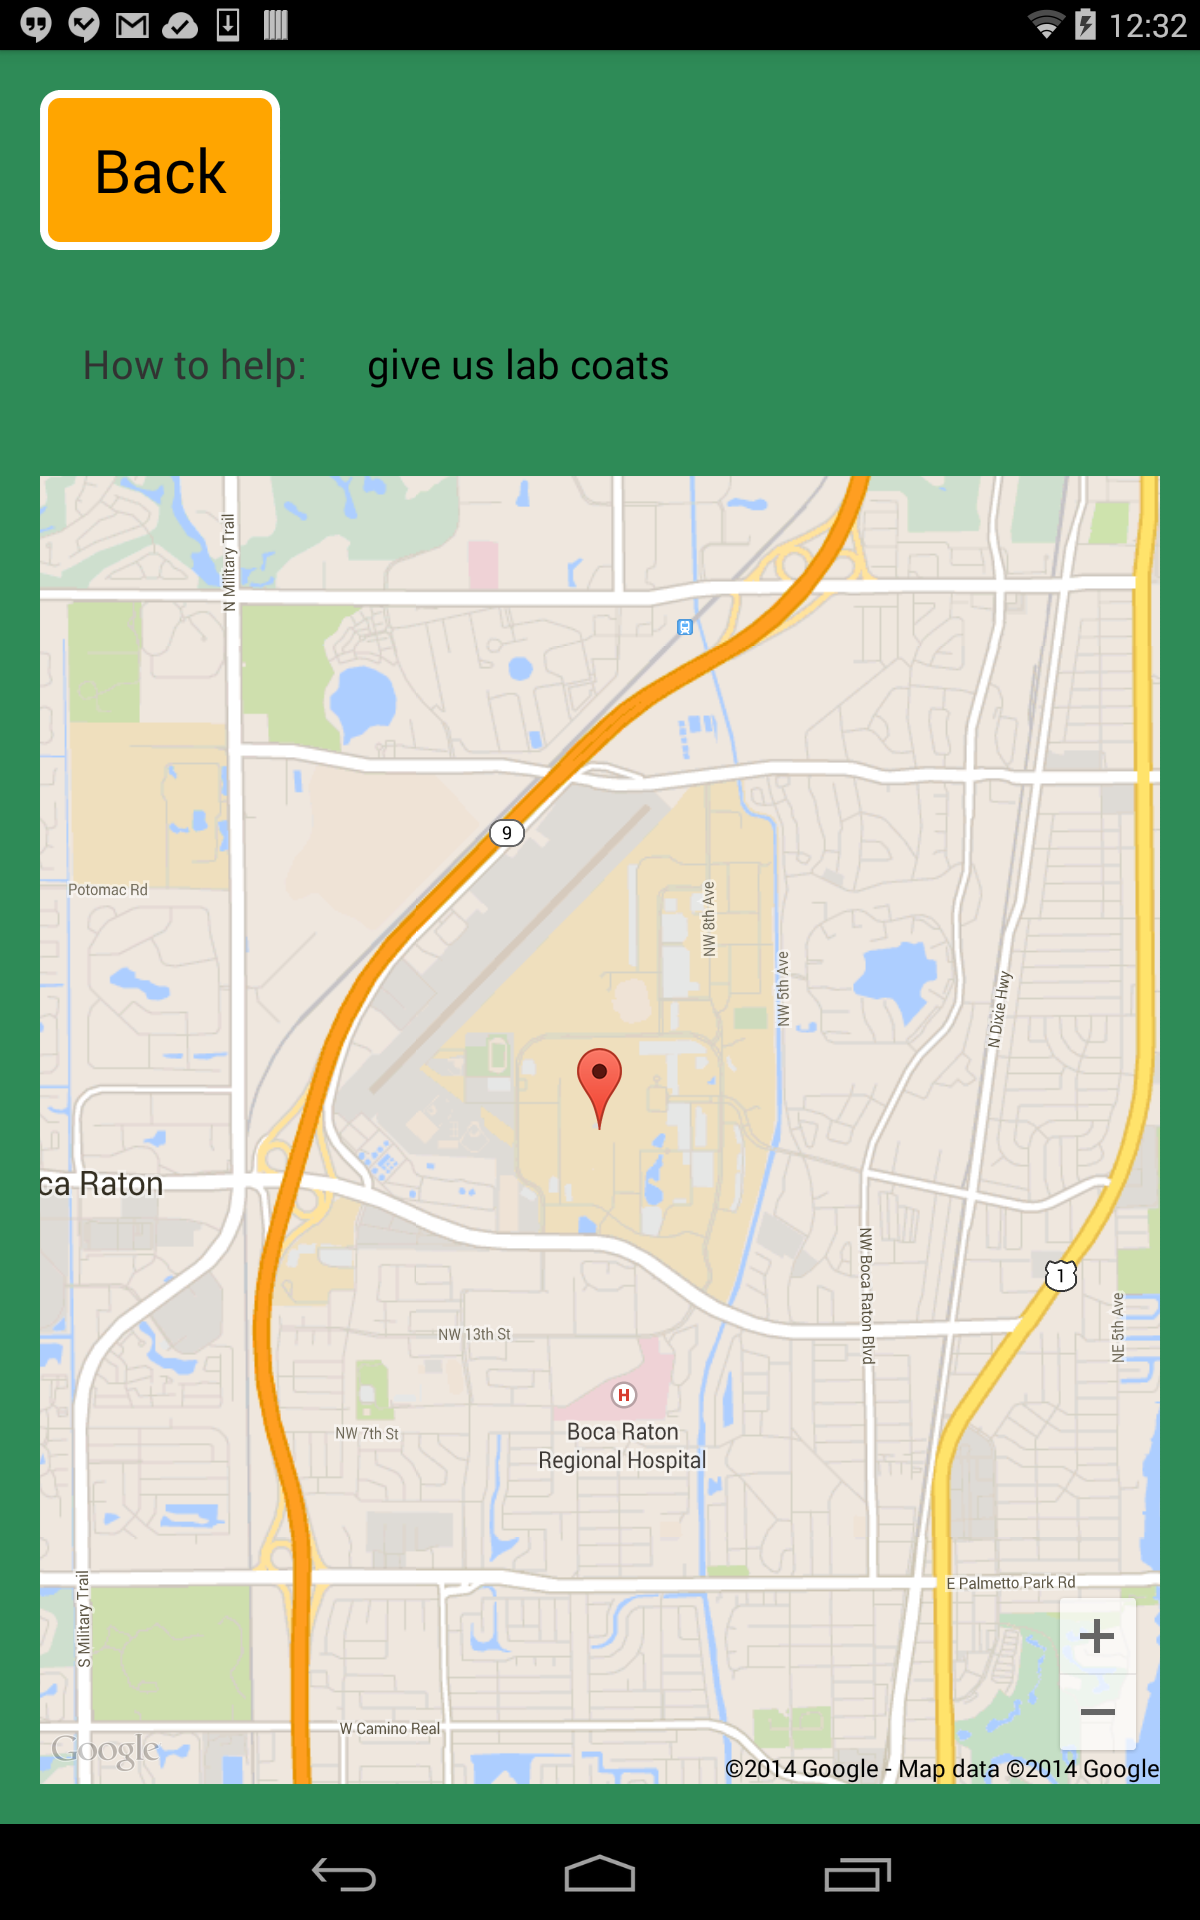 12:32
Back
How to help: give us lab coats
N Military Trail
9
Potomac Rd
NW 8th Ave
NW 5th Ave
N Dixie Hwy
ca Raton
NW Boca Raton Blvd
1
NE 5th Ave
NW 13th St
H
Boca Raton
Regional Hospital
NW 7th St
E Palmetto Park Rd
S Military Trail
+
−
W Camino Real
Google
©2014 Google - Map data ©2014 Google